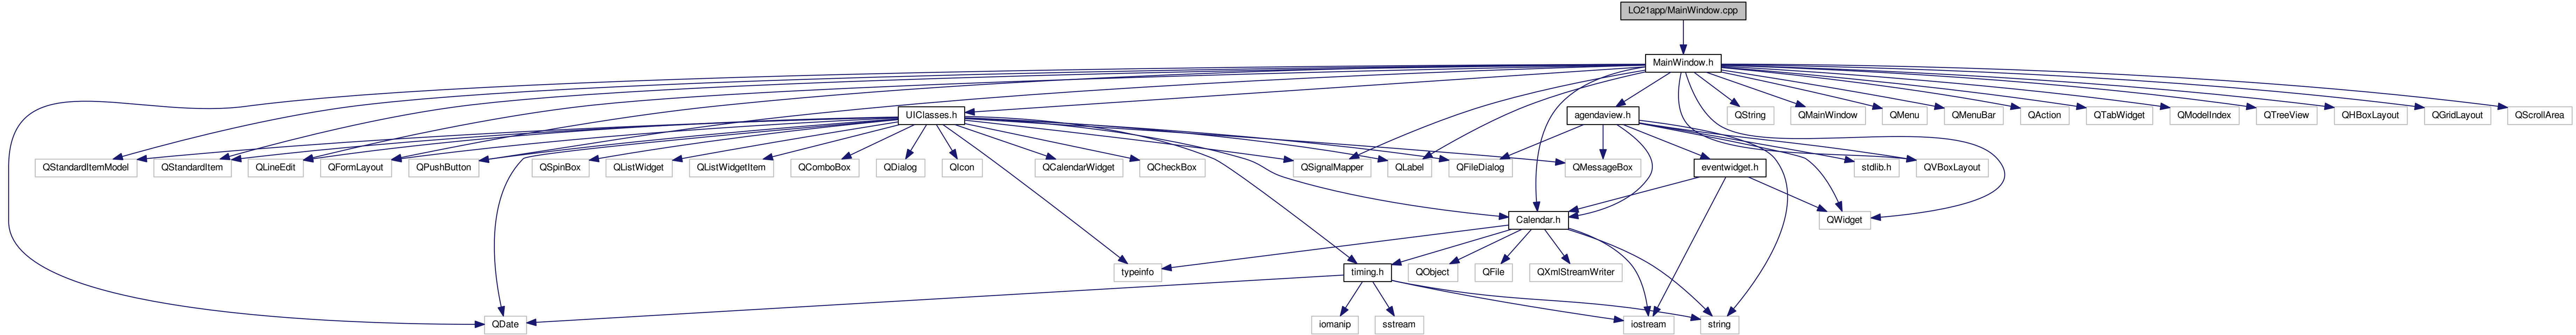 LO21app/MainWindow.cpp
MainWindow.h
UIClasses.h
agendaview.h
QString
QMainWindow
QMenu
QMenuBar
QAction
QTabWidget
QModelIndex
QTreeView
QHBoxLayout
QGridLayout
QScrollArea
QStandardItemModel
QStandardItem
QLineEdit
QFormLayout
QPushButton
QSpinBox
QListWidget
QListWidgetItem
QComboBox
QDialog
QIcon
QCalendarWidget
QCheckBox
QSignalMapper
QLabel
QFileDialog
QMessageBox
eventwidget.h
stdlib.h
QVBoxLayout
Calendar.h
QWidget
typeinfo
timing.h
QObject
QFile
QXmlStreamWriter
QDate
iomanip
sstream
iostream
string